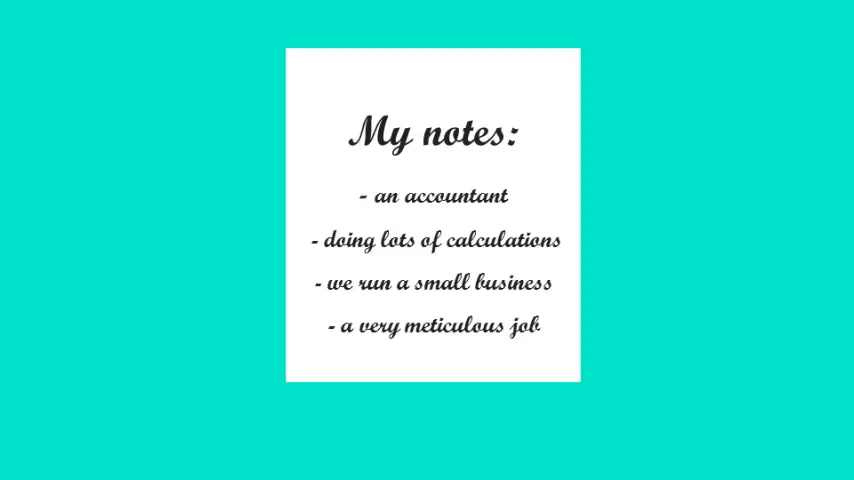 My notes:
- an accountant
- doing lots of calculations
- we run a small business
- a very meticulous job